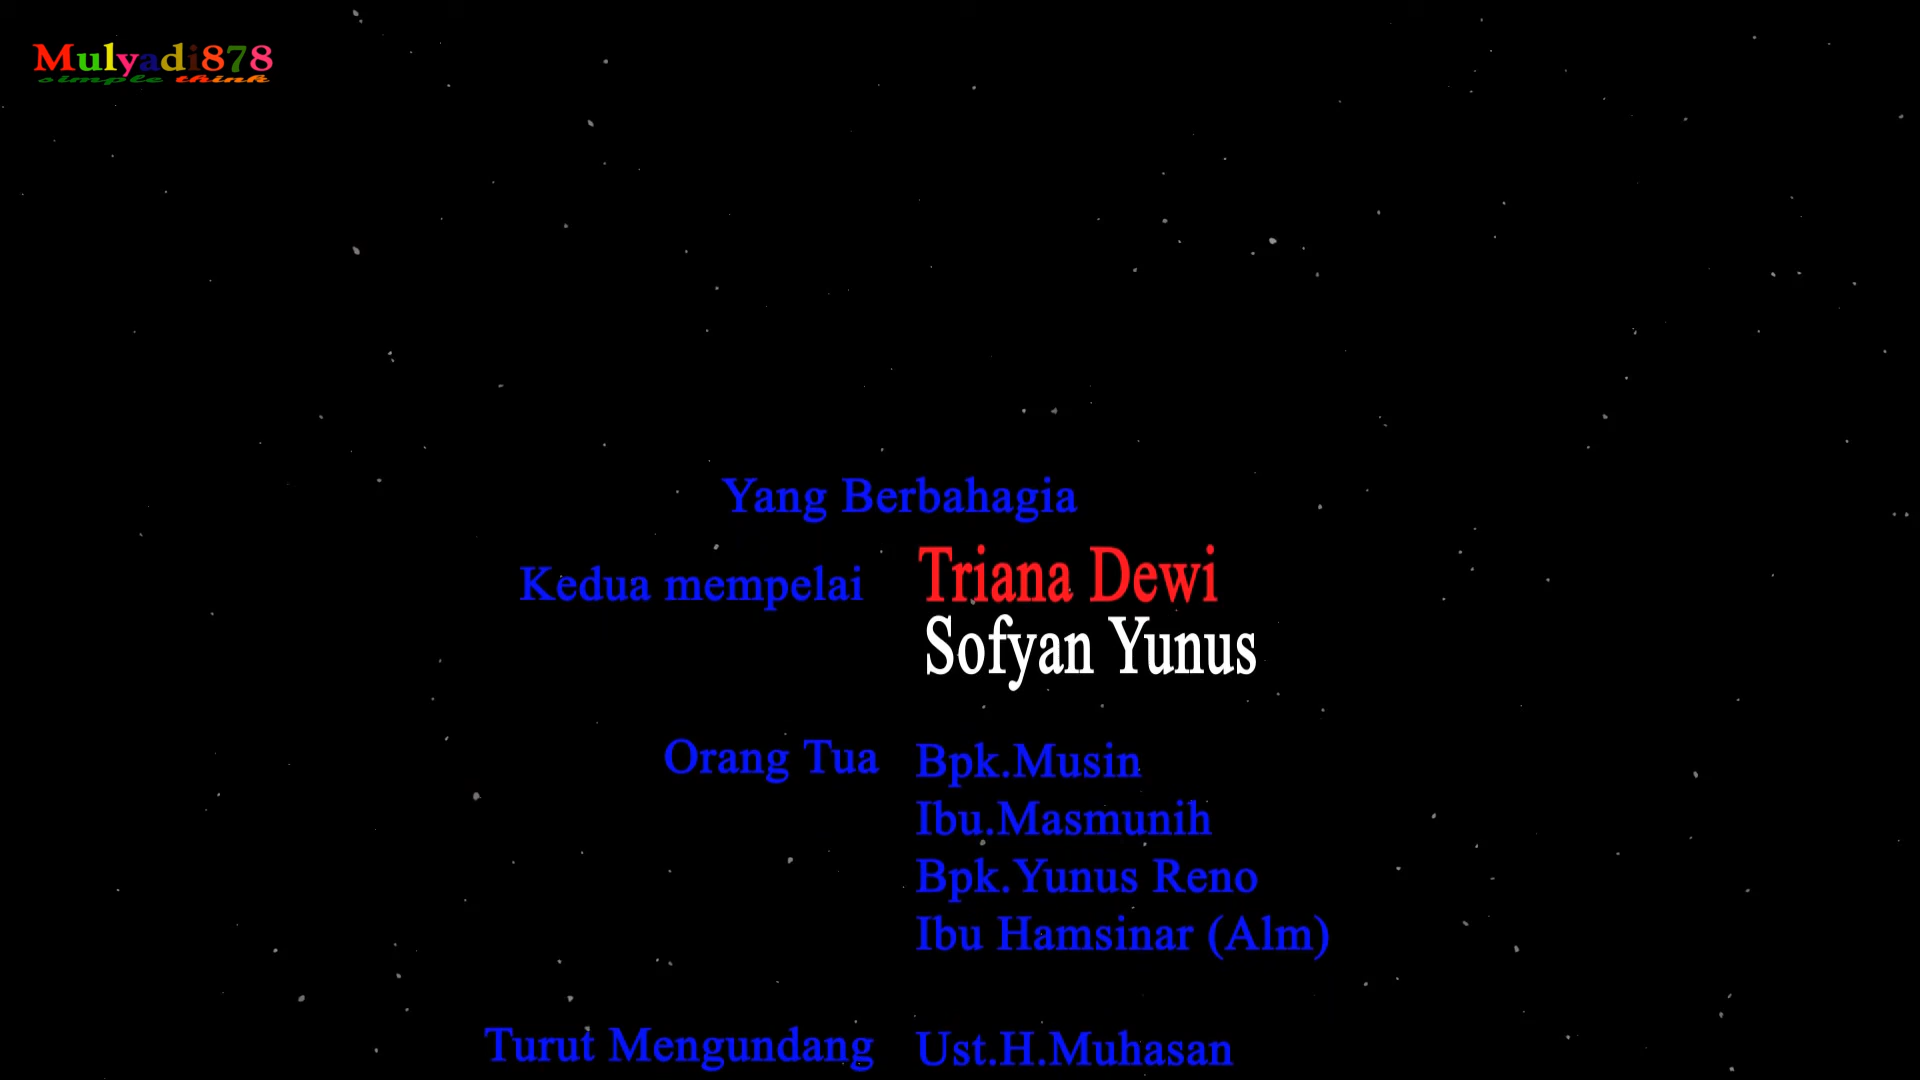 Mulyadi878
simple think
Yang Berbahagia
Kedua mempelai Triana Dewi
Sofyan Yunus
Orang Tua Bpk.Musin
Ibu.Masmunih
Bpk.Yunus Reno
Ibu Hamsinar (Alm)
Turut Mengundang Ust.H.Muhasan